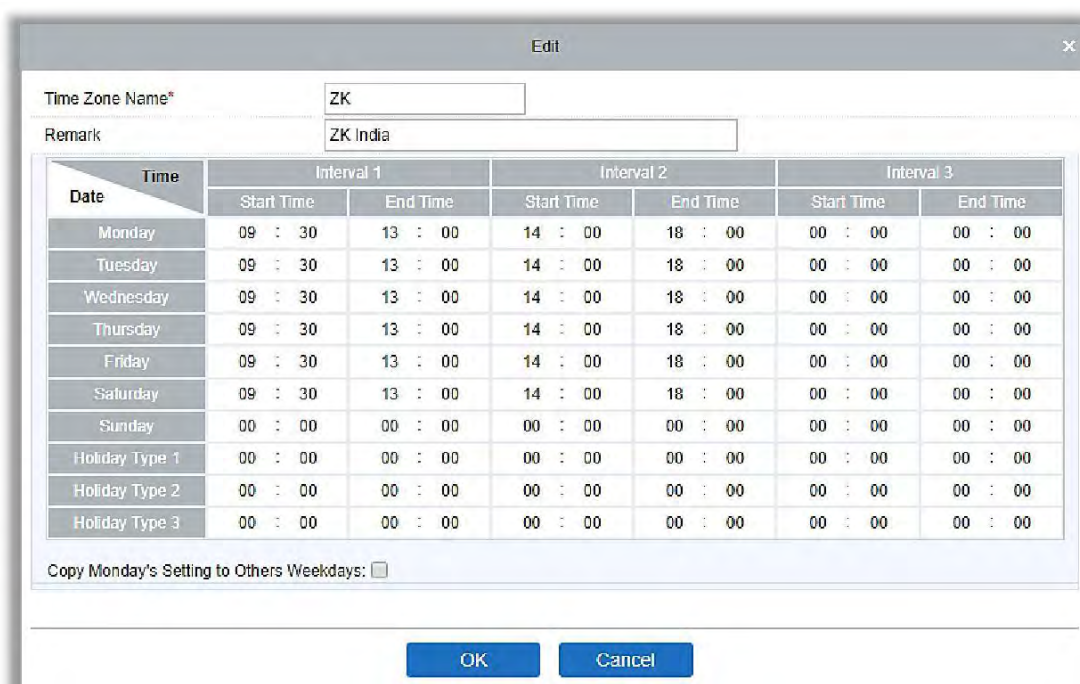 Edit ×
Time Zone Name* ZK
Remark ZK India
Time Interval 1 Interval 2 Interval 3
Date Start Time End Time Start Time End Time Start Time End Time
Monday 09 : 30 13 : 00 14 : 00 18 : 00 00 : 00 00 : 00
Tuesday 09 : 30 13 : 00 14 : 00 18 : 00 00 : 00 00 : 00
Wednesday 09 : 30 13 : 00 14 : 00 18 : 00 00 : 00 00 : 00
Thursday 09 : 30 13 : 00 14 : 00 18 : 00 00 : 00 00 : 00
Friday 09 : 30 13 : 00 14 : 00 18 : 00 00 : 00 00 : 00
Saturday 09 : 30 13 : 00 14 : 00 18 : 00 00 : 00 00 : 00
Sunday 00 : 00 00 : 00 00 : 00 00 : 00 00 : 00 00 : 00
Holiday Type 1 00 : 00 00 : 00 00 : 00 00 : 00 00 : 00 00 : 00
Holiday Type 2 00 : 00 00 : 00 00 : 00 00 : 00 00 : 00 00 : 00
Holiday Type 3 00 : 00 00 : 00 00 : 00 00 : 00 00 : 00 00 : 00
Copy Monday's Setting to Others Weekdays:
OK Cancel